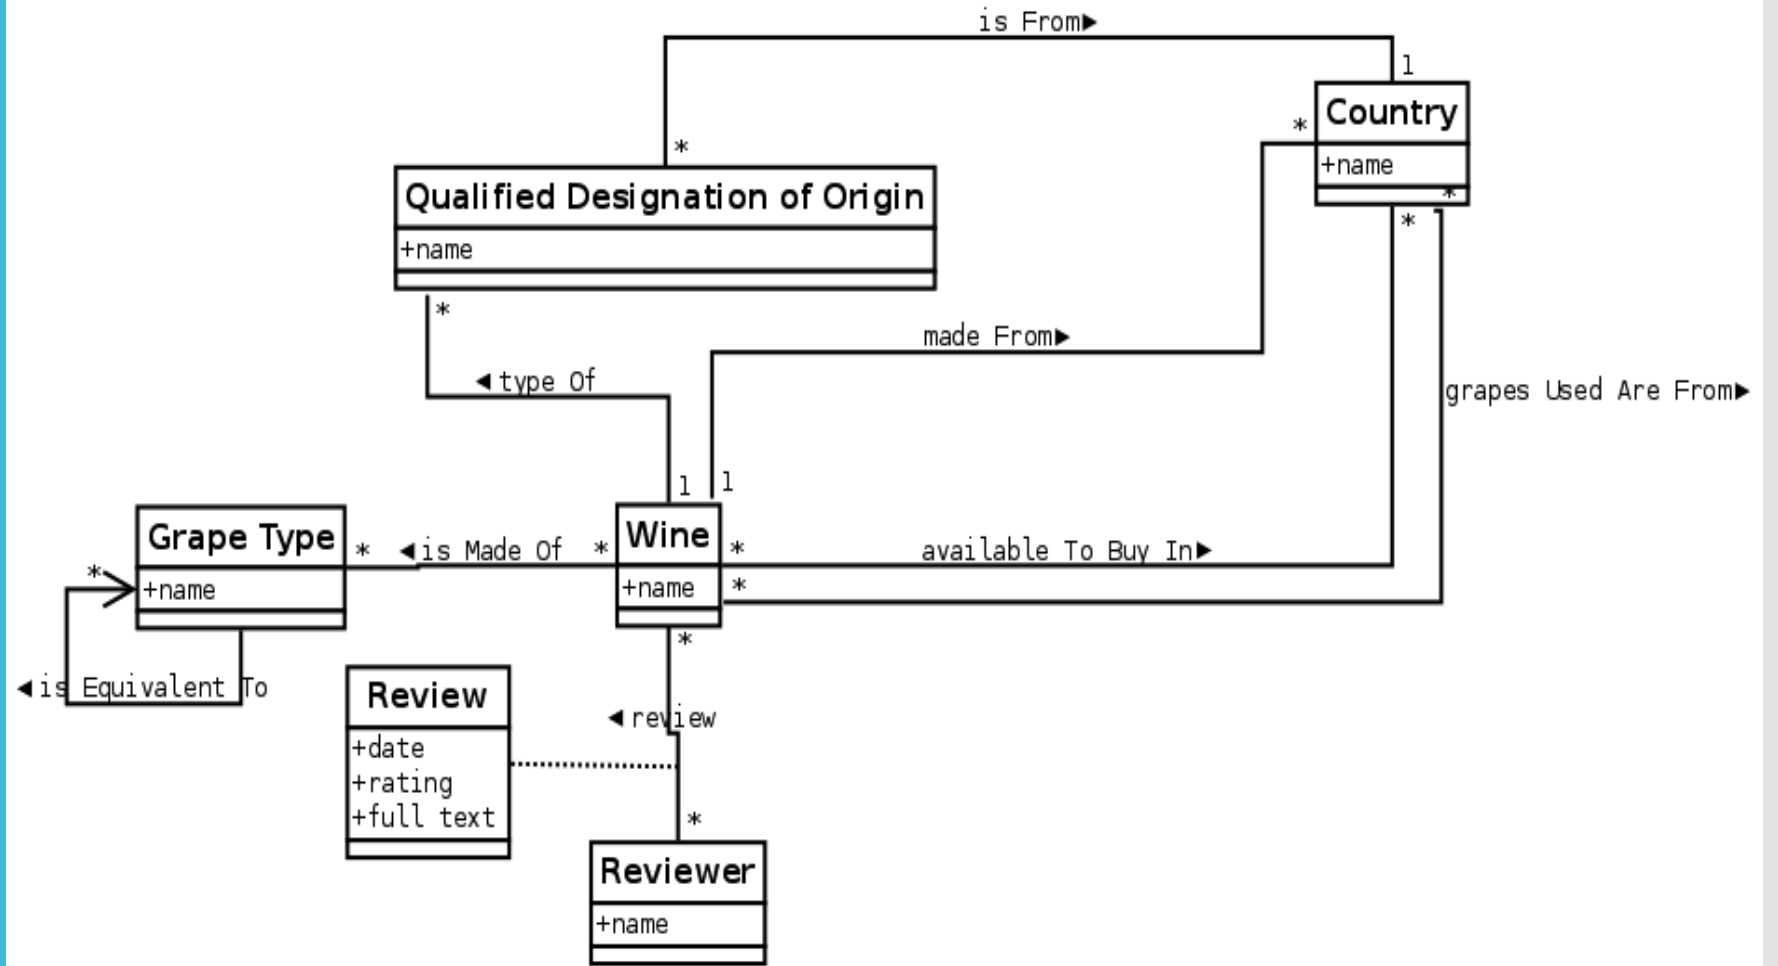 is From▶
1
*
Country
+name
*
*
*
Qualified Designation of Origin
+name
*
made From▶
◀type Of
grapes Used Are From▶
1
1
Grape Type
+name
*
*
◀is Made Of
*
Wine
+name
*
*
*
available To Buy In▶
◀is Equivalent To
Review
+date
+rating
+full text
◀review
*
Reviewer
+name